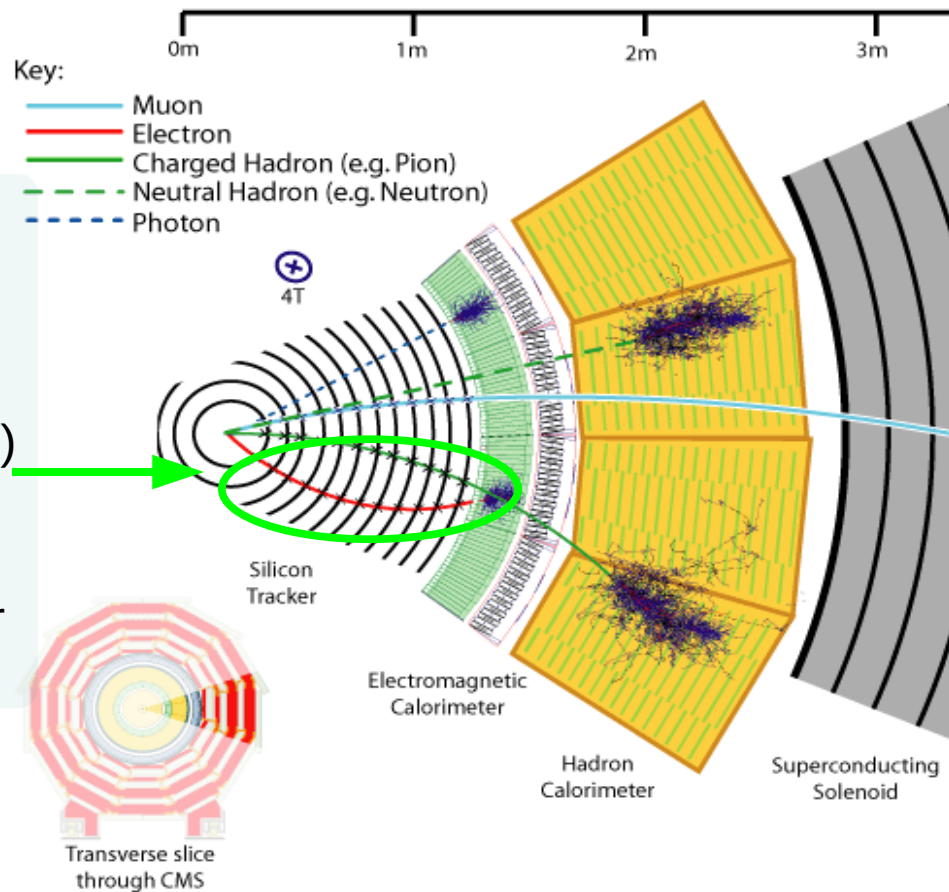 0m
1m
2m
3m
Key:
Muon
Electron
Charged Hadron (e.g. Pion)
Neutral Hadron (e.g. Neutron)
Photon
4T
)
r
Silicon
Tracker
Electromagnetic
Calorimeter
Hadron
Calorimeter
Superconducting
Solenoid
Transverse slice
through CMS